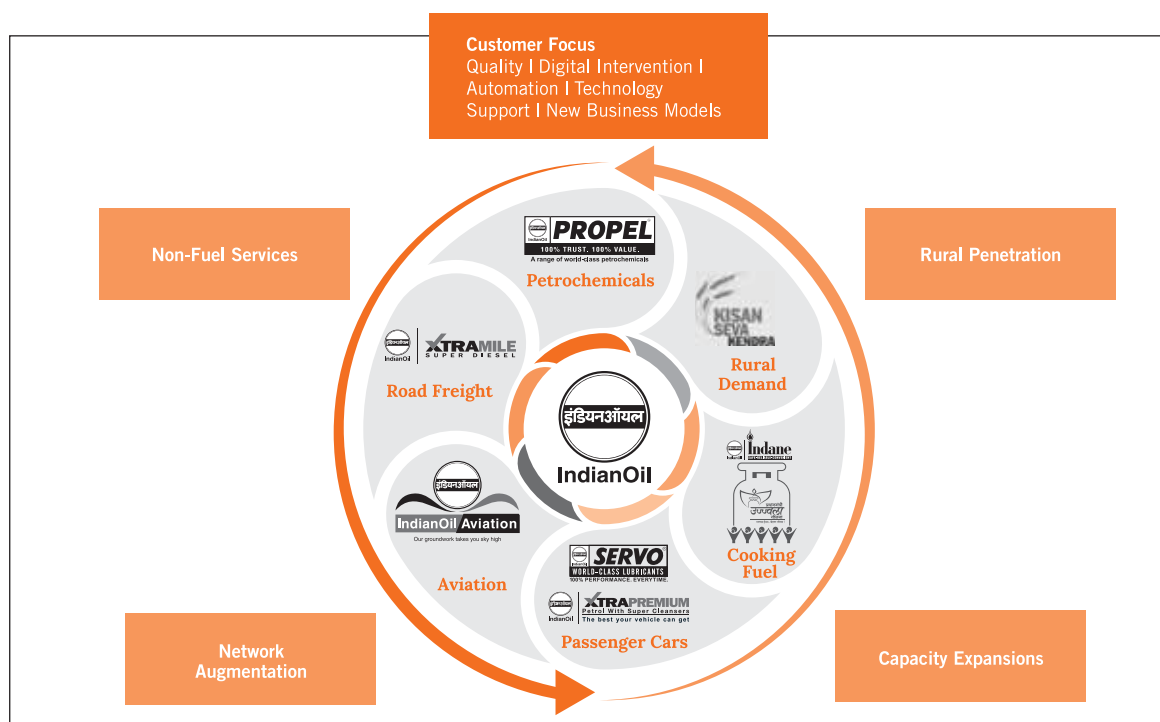 Customer Focus
Quality I Digital Intervention I
Automation I Technology
Support I New Business Models
Non-Fuel Services
Rural Penetration
IndianOil
PROPEL
100% TRUST. 100% VALUE.
A range of world-class petrochemicals
Petrochemicals
KISAN
SEVA
KENDRA
Rural
Demand
IndianOil
XTRAMILE
SUPER DIESEL
Road Freight
इंडियनऑयल
IndianOil
Indane
उज्ज्वला
Cooking
Fuel
इंडियनऑयल
IndianOil Aviation
Our groundwork takes you sky high
Aviation
SERVO
WORLD-CLASS LUBRICANTS
100% PERFORMANCE. EVERYTIME.
IndianOil
XTRAPREMIUM
Petrol With Super Cleansers
The best your vehicle can get
Passenger Cars
Network
Augmentation
Capacity Expansions